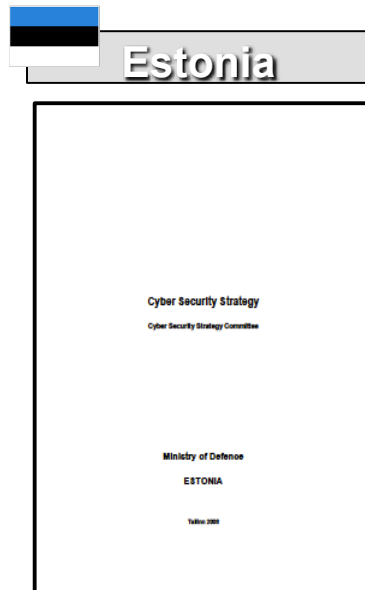 Estonia
Cyber Security Strategy
Cyber Security Strategy Committee
Ministry of Defence
ESTONIA
Tallinn 2008